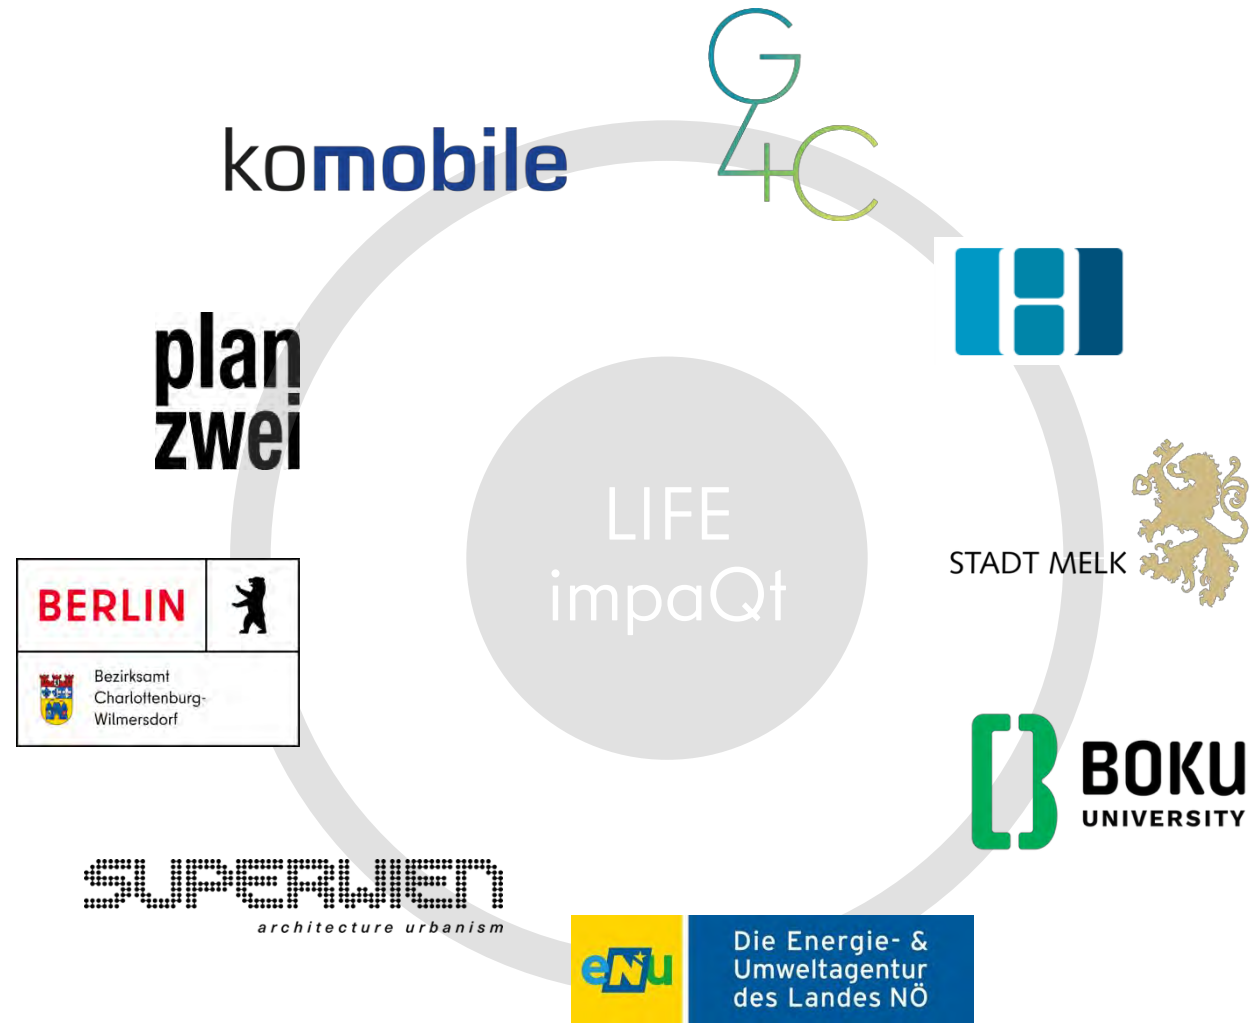 G4C
komobile
plan
zwei
LIFE
impaQt
STADT MELK
BERLIN
Bezirksamt
Charlottenburg-
Wilmersdorf
BOKU
UNIVERSITY
SUPERWIEN
architecture urbanism
eNu
Die Energie- &
Umweltagentur
des Landes NÖ